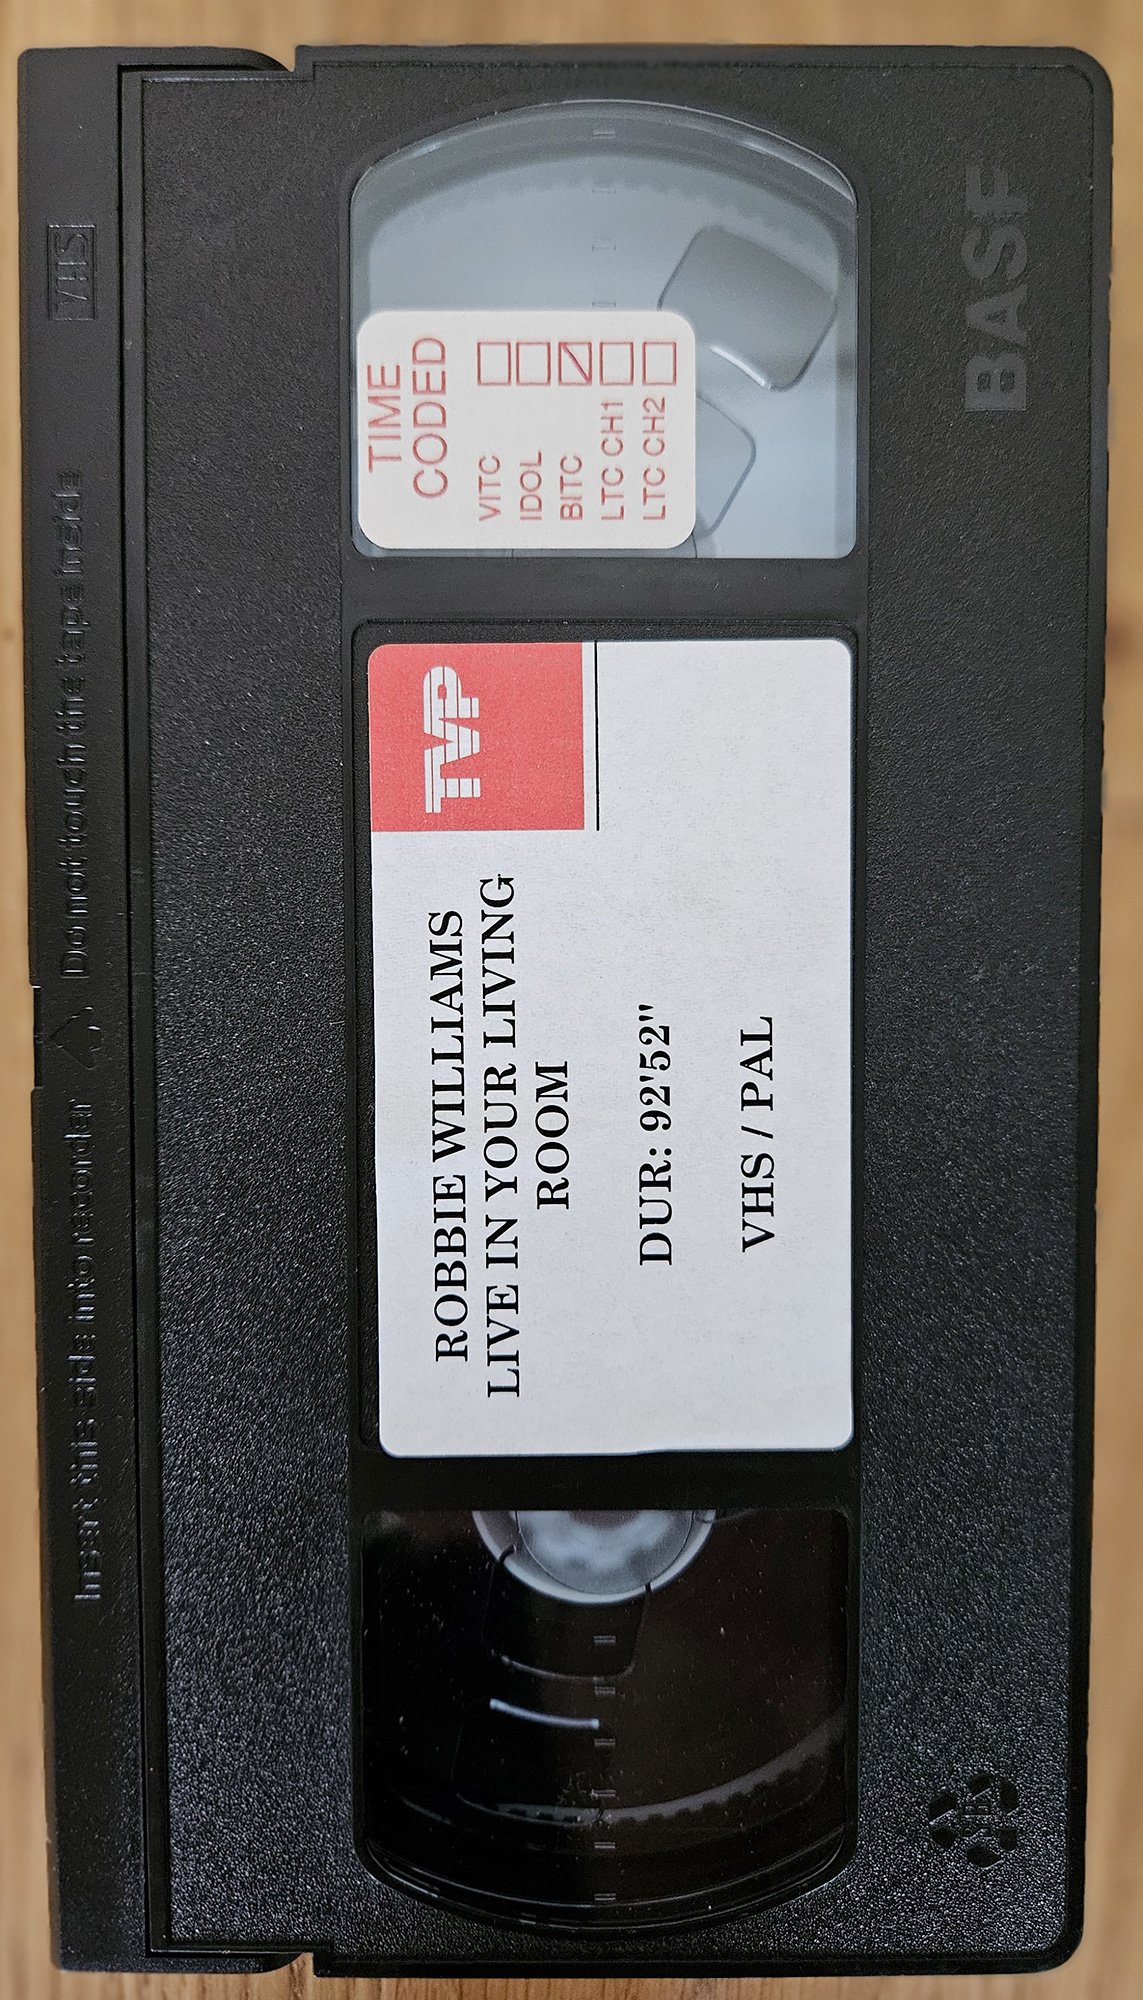 VHS
Insert this side into recorder
Do not touch the tape inside
TVP
ROBBIE WILLIAMS
LIVE IN YOUR LIVING
ROOM
DUR: 92'52"
VHS / PAL
TIME
CODED
VITC
IDOL
BITC
LTC CH1
LTC CH2
BASF